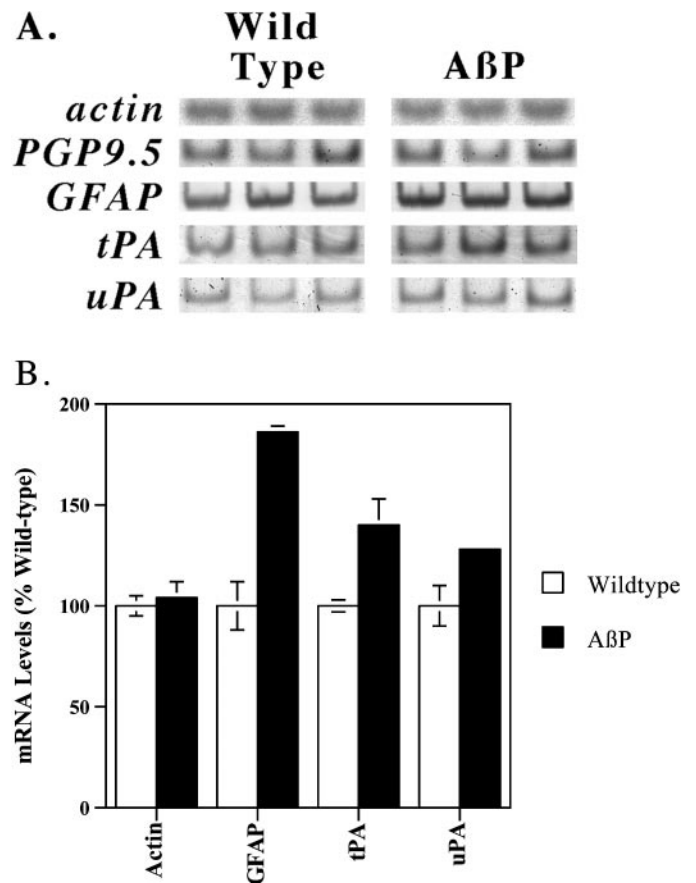 A.
Wild
Type
AßP
actin
PGP9.5
GFAP
tPA
uPA
B.
200
150
100
50
0
mRNA Levels (% Wild-type)
Actin
GFAP
tPA
uPA
Wildtype
AßP